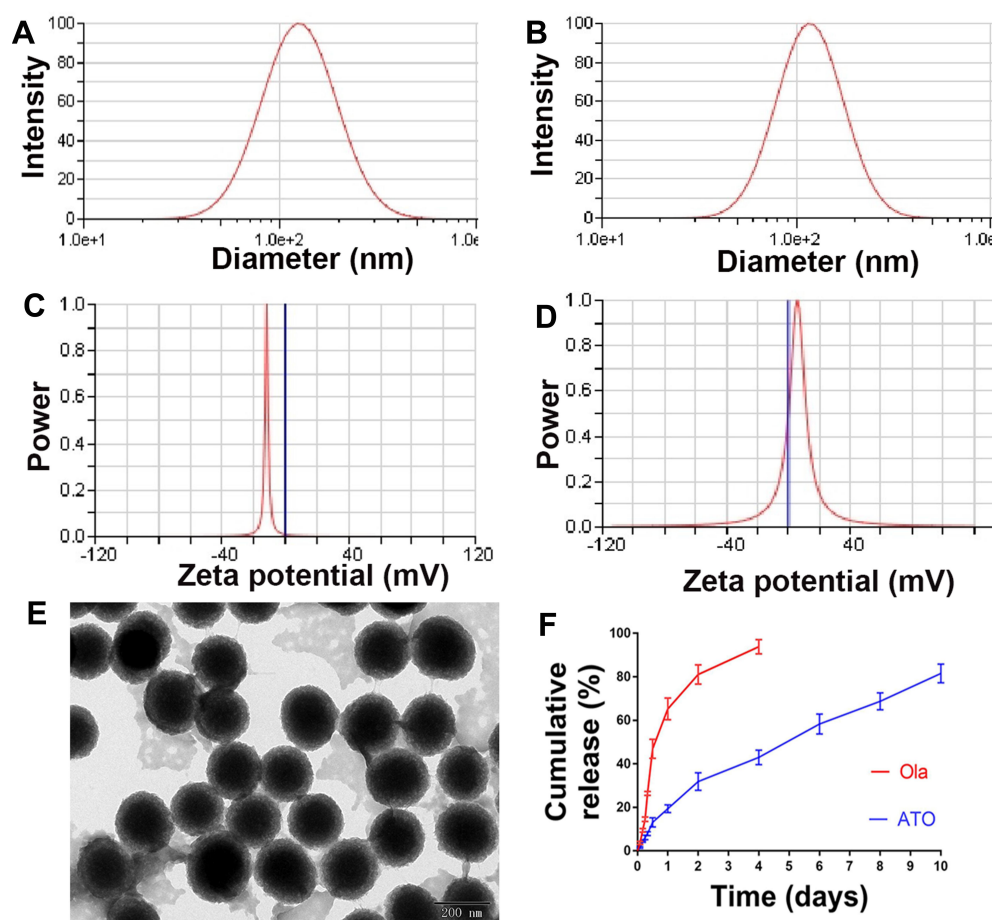 A
100
80
60
40
20
0
Intensity
1.0e+1
1.0e+2
1.0e
Diameter (nm)
B
100
80
60
40
20
0
Intensity
1.0e+1
1.0e+2
1.0e
Diameter (nm)
C
1.0
0.8
0.6
0.4
0.2
0.0
Power
-120
-40
40
120
Zeta potential (mV)
D
1.0
0.8
0.6
0.4
0.2
0.0
Power
-120
-40
40
Zeta potential (mV)
E
200 nm
F
100
80
60
40
20
0
Cumulative
release (%)
Ola
ATO
0 1 2 3 4 5 6 7 8 9 10
Time (days)